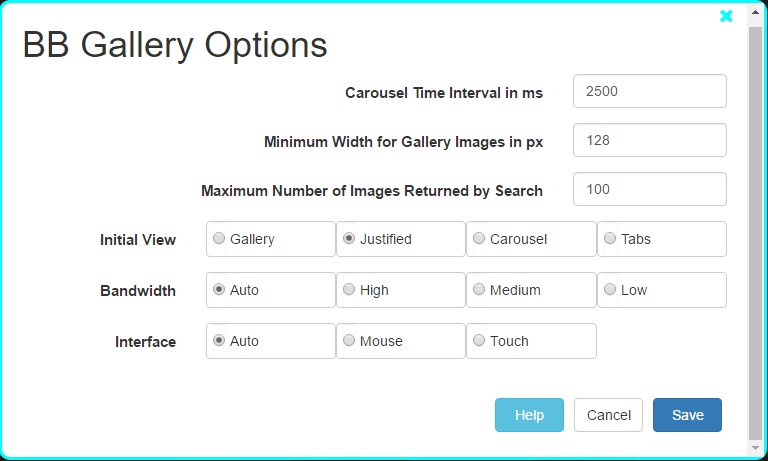 BB Gallery Options
Carousel Time Interval in ms 2500
Minimum Width for Gallery Images in px 128
Maximum Number of Images Returned by Search 100
Initial View Gallery Justified Carousel Tabs
Bandwidth Auto High Medium Low
Interface Auto Mouse Touch
Help Cancel Save